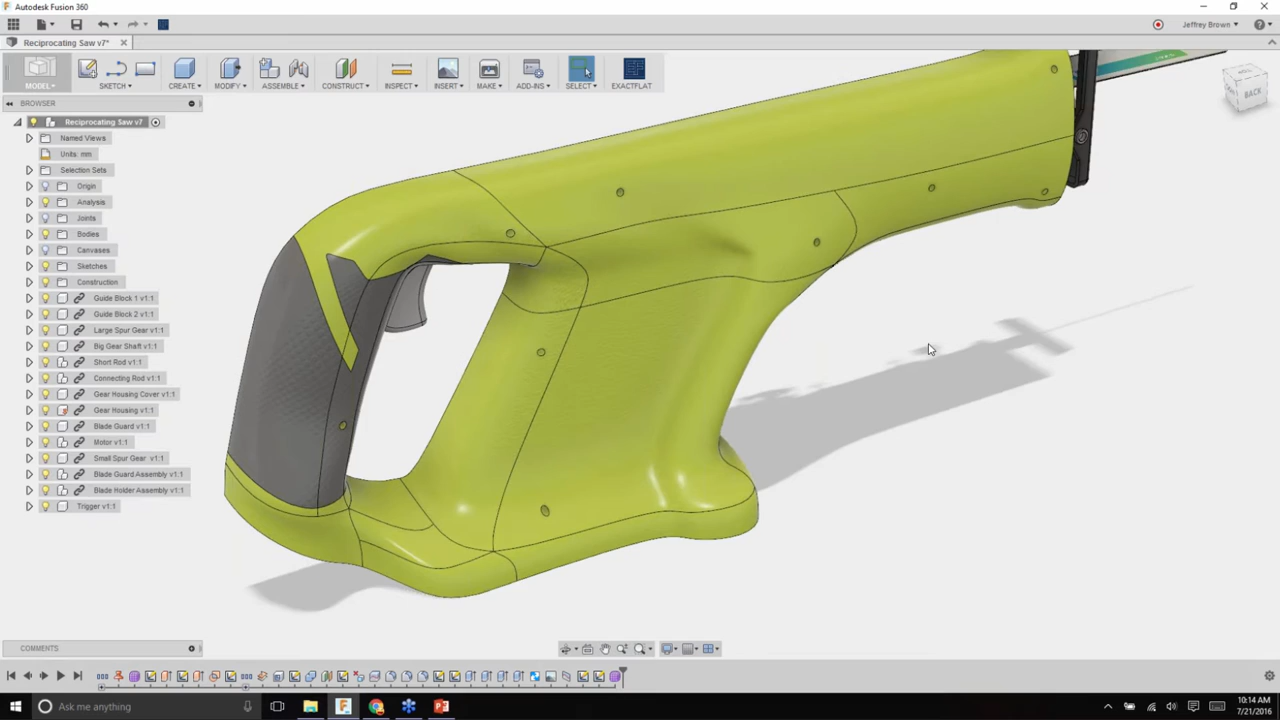 Autodesk Fusion 360
Jeffrey Brown
Reciprocating Saw v7*
MODEL
SKETCH
CREATE
MODIFY
ASSEMBLE
CONSTRUCT
INSPECT
INSERT
MAKE
ADD-INS
SELECT
EXACTFLAT
BACK
BROWSER
Reciprocating Saw v7
Named Views
Units: mm
Selection Sets
Origin
Analysis
Joints
Bodies
Canvases
Sketches
Construction
Guide Block 1 v1:1
Guide Block 2 v1:1
Large Spur Gear v1:1
Big Gear Shaft v1:1
Short Rod v1:1
Connecting Rod v1:1
Gear Housing Cover v1:1
Gear Housing v1:1
Blade Guard v1:1
Motor v1:1
Small Spur Gear v1:1
Blade Guard Assembly v1:1
Blade Holder Assembly v1:1
Trigger v1:1
COMMENTS
Ask me anything
10:14 AM
7/21/2016